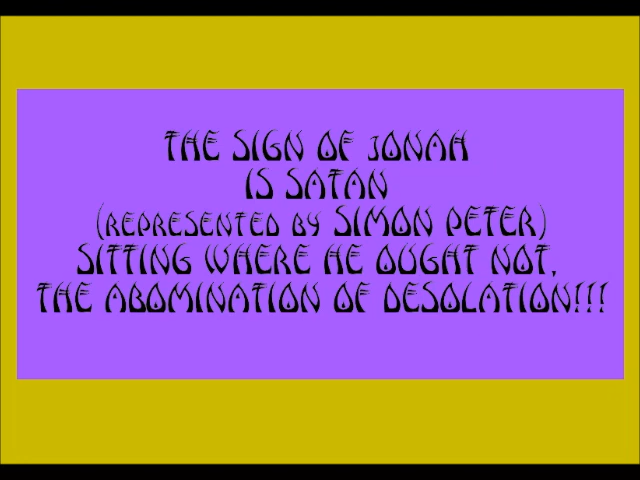 THE SIGN OF JONAH
IS SATAN
(REPRESENTED BY SIMON PETER)
SITTING WHERE HE OUGHT NOT,
THE ABOMINATION OF DESOLATION!!!